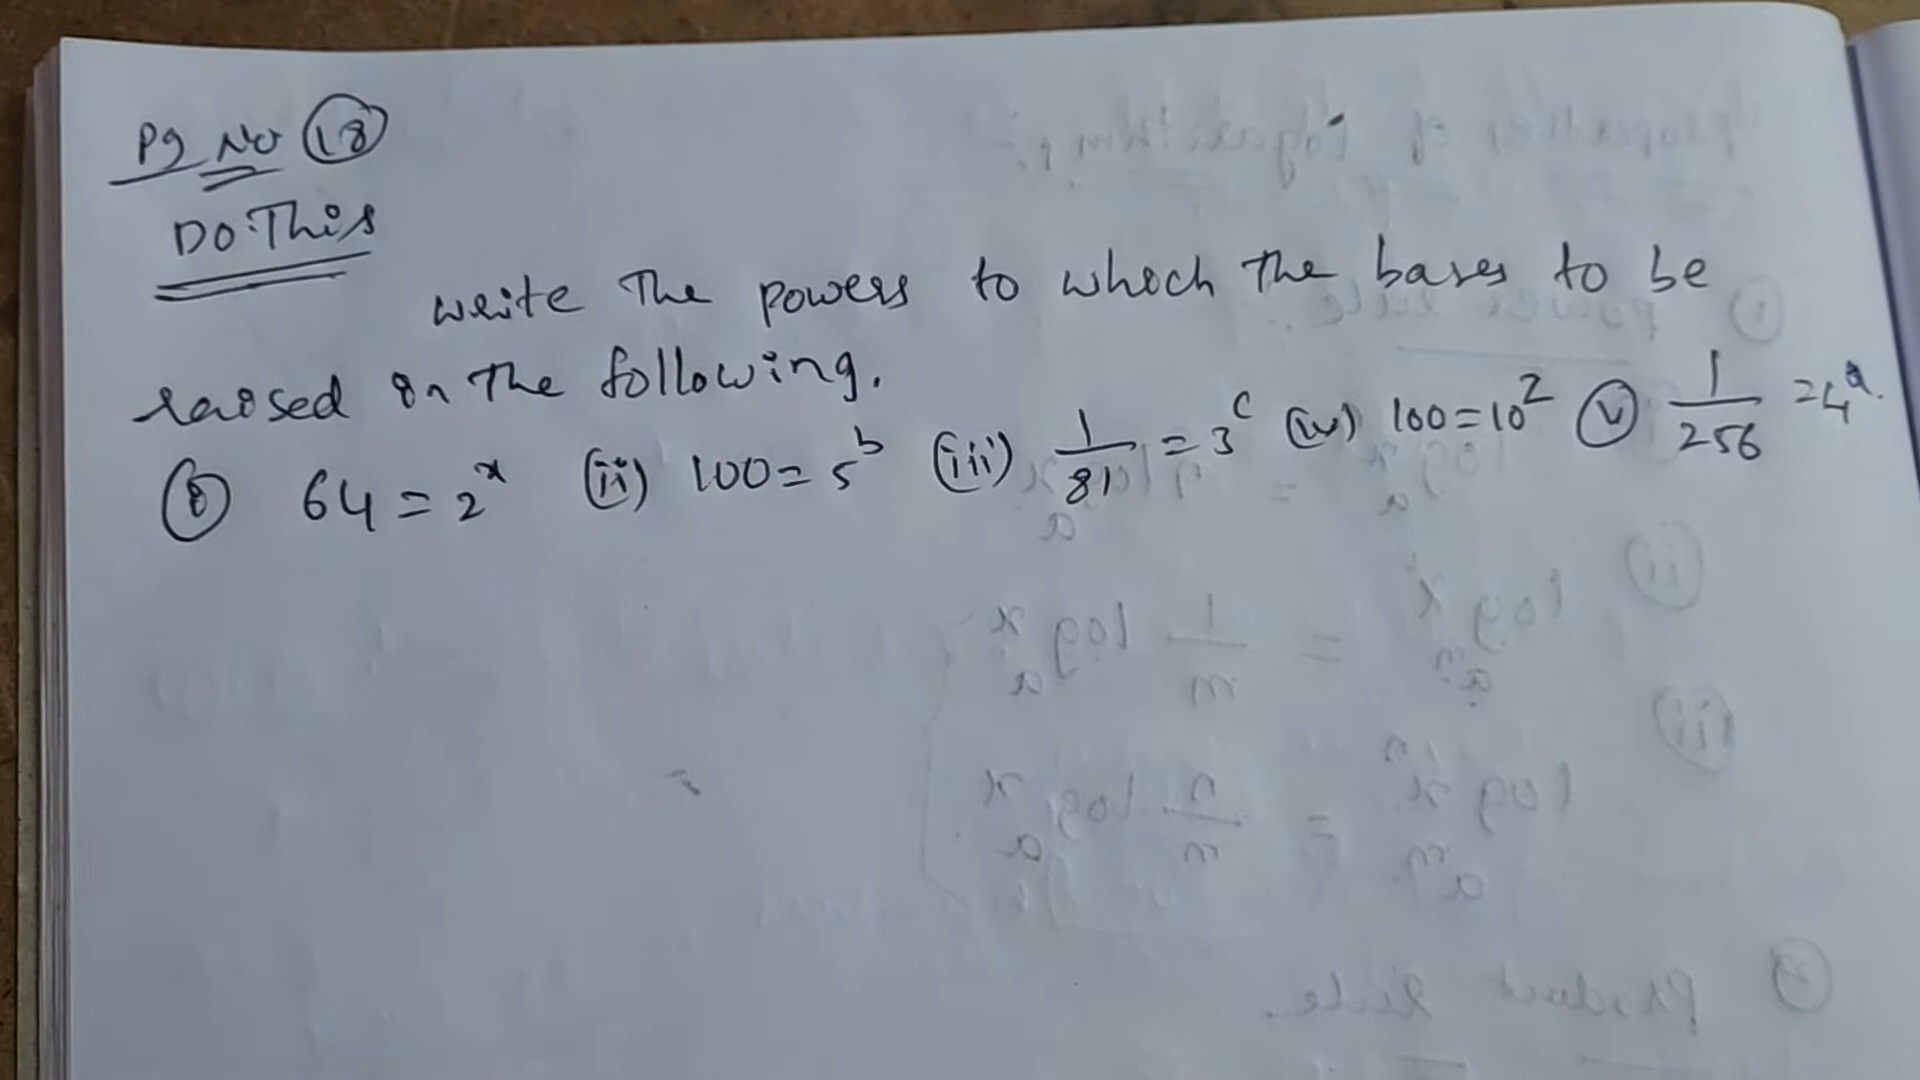 Pg No 18
Do This
write The powers to which the bases to be
raised in The following.
(i) 64 = 2^x (ii) 100 = 5^b (iii) 1/81 = 3^c (iv) 100 = 10^2 (v) 1/256 = 4^a.